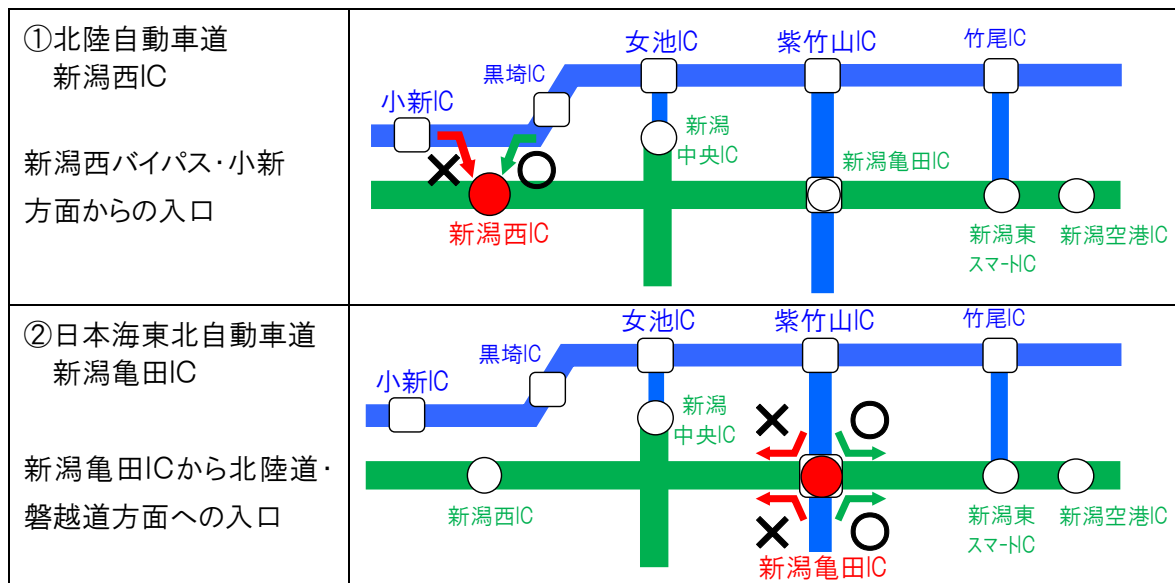 ①北陸自動車道
新潟西IC
新潟西バイパス・小新
方面からの入口
女池IC
紫竹山IC
竹尾IC
黒埼IC
小新IC
新潟
中央IC
新潟亀田IC
新潟西IC
新潟東
スマートIC
新潟空港IC
②日本海東北自動車道
新潟亀田IC
新潟亀田ICから北陸道・
磐越道方面への入口
女池IC
紫竹山IC
竹尾IC
黒埼IC
小新IC
新潟
中央IC
新潟西IC
新潟東
スマートIC
新潟空港IC
新潟亀田IC